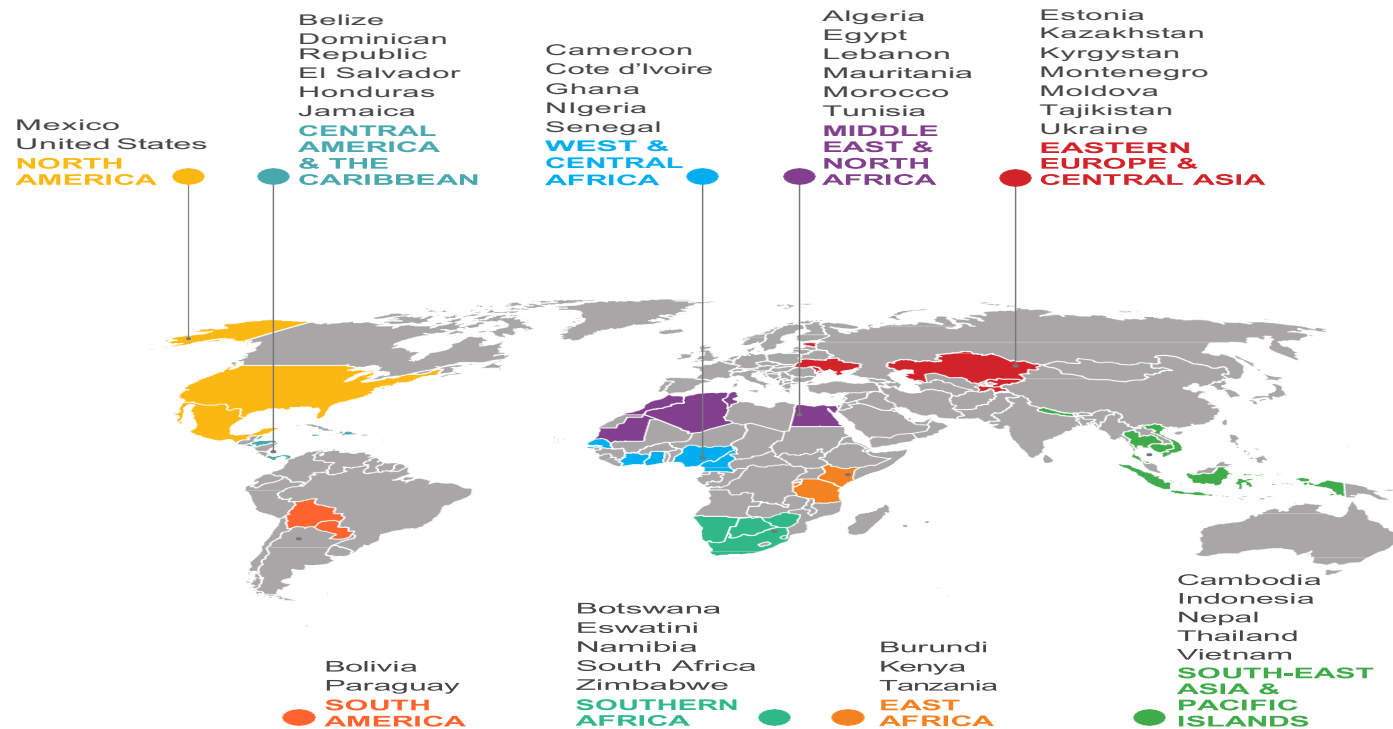 Mexico
United States
NORTH
AMERICA
Belize
Dominican
Republic
El Salvador
Honduras
Jamaica
CENTRAL
AMERICA
& THE
CARIBBEAN
Cameroon
Cote d'Ivoire
Ghana
NIgeria
Senegal
WEST &
CENTRAL
AFRICA
Algeria
Egypt
Lebanon
Mauritania
Morocco
Tunisia
MIDDLE
EAST &
NORTH
AFRICA
Estonia
Kazakhstan
Kyrgystan
Montenegro
Moldova
Tajikistan
Ukraine
EASTERN
EUROPE &
CENTRAL ASIA
Bolivia
Paraguay
SOUTH
AMERICA
Botswana
Eswatini
Namibia
South Africa
Zimbabwe
SOUTHERN
AFRICA
Burundi
Kenya
Tanzania
EAST
AFRICA
Cambodia
Indonesia
Nepal
Thailand
Vietnam
SOUTH-EAST
ASIA &
PACIFIC
ISLANDS